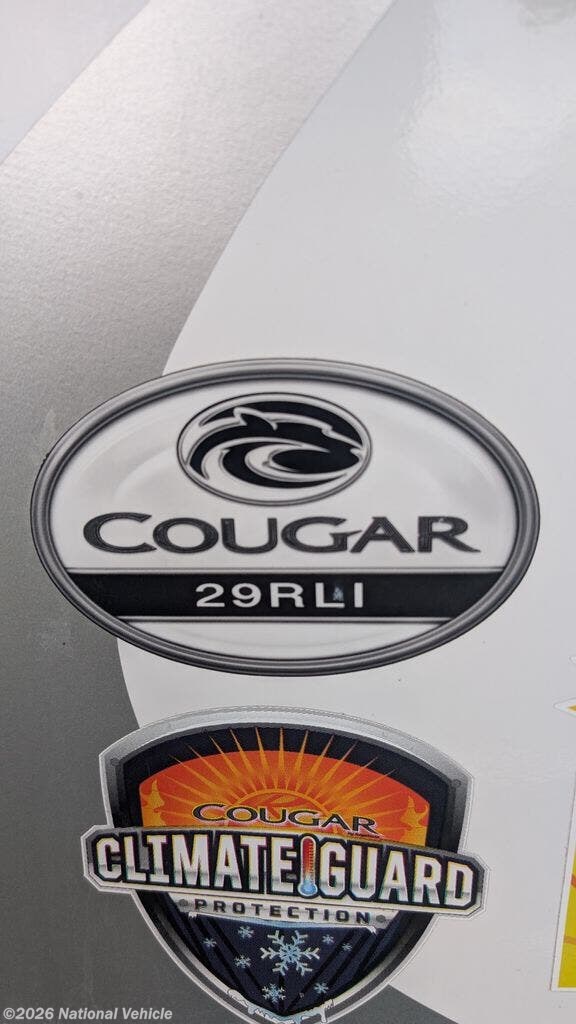 COUGAR
29RLI
COUGAR
CLIMATE GUARD
PROTECTION
©2026 National Vehicle